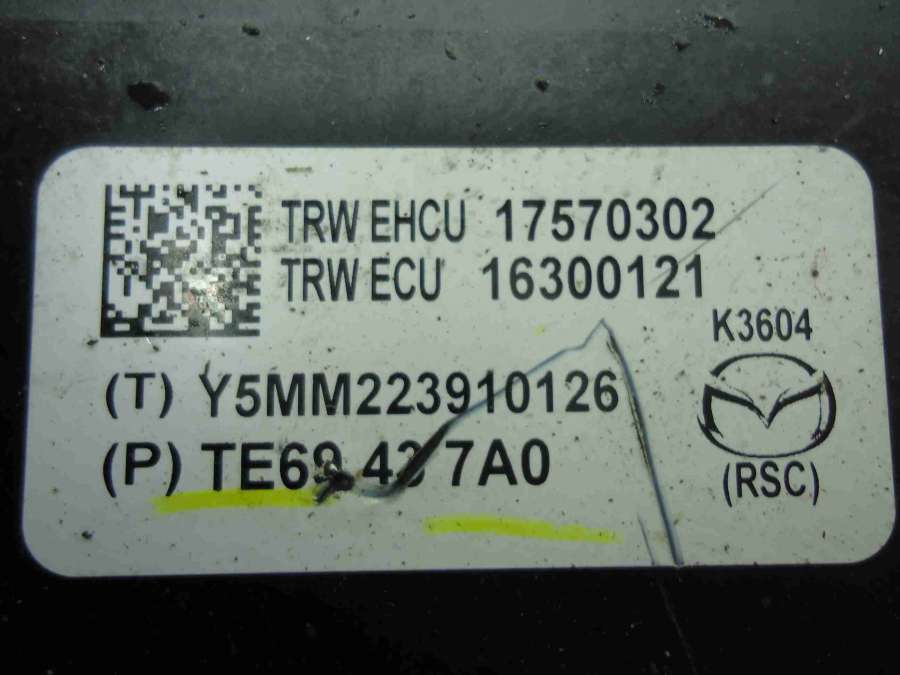 TRW EHCU 17570302
TRW ECU 16300121
K3604
(T) Y5MM223910126
(P) TE69 43 7A0
(RSC)